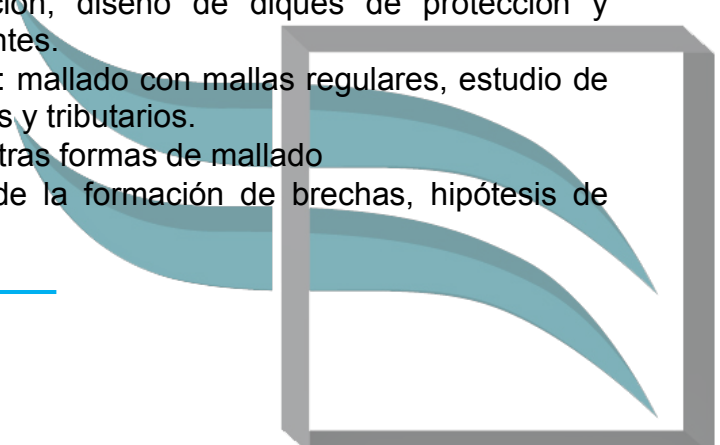 ción, diseño de diques de protección y
ntes.
: mallado con mallas regulares, estudio de
s y tributarios.
tras formas de mallado
de la formación de brechas, hipótesis de